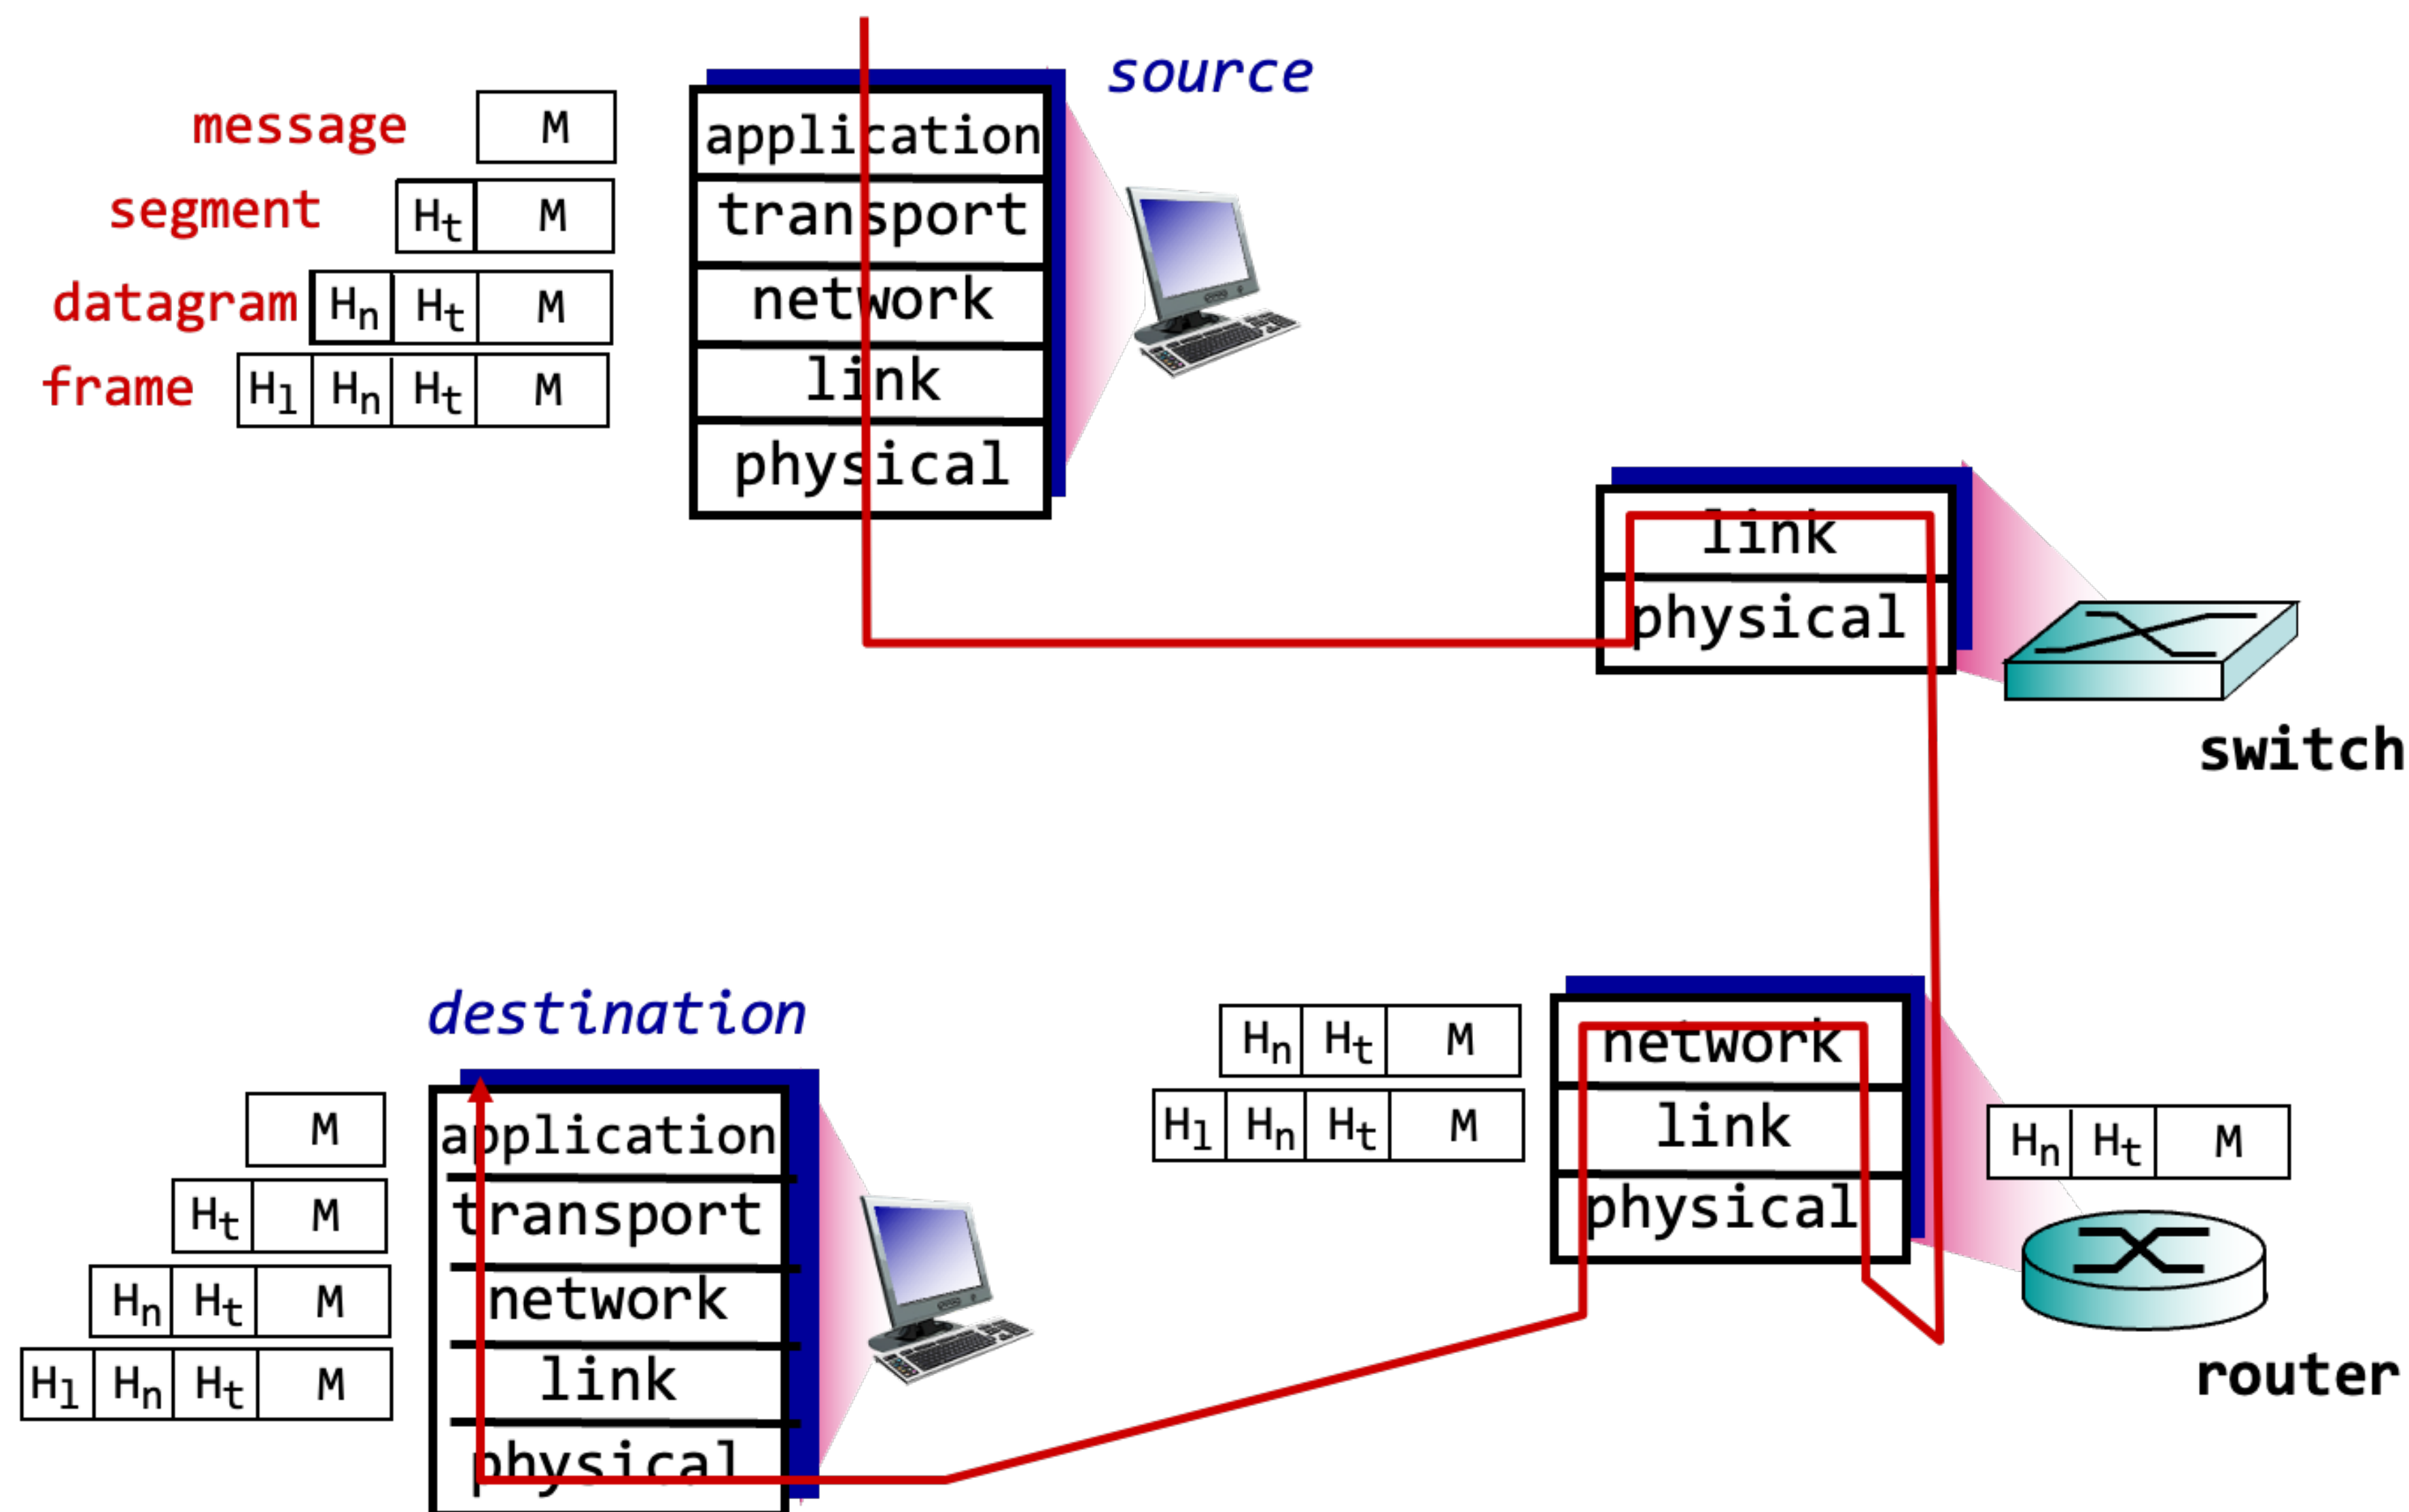 source
message M
segment Ht M
datagram Hn Ht M
frame Hl Hn Ht M
application
transport
network
link
physical
link
physical
switch
destination
M
Ht M
Hn Ht M
Hl Hn Ht M
application
transport
network
link
physical
Hn Ht M
Hl Hn Ht M
network
link
physical
Hn Ht M
router